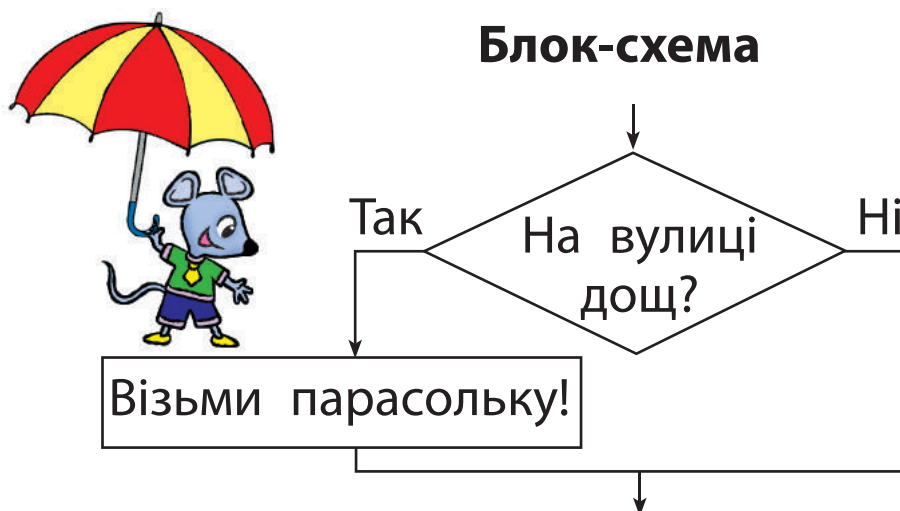 Блок-схема
Так
Ні
На вулиці
дощ?
Візьми парасольку!